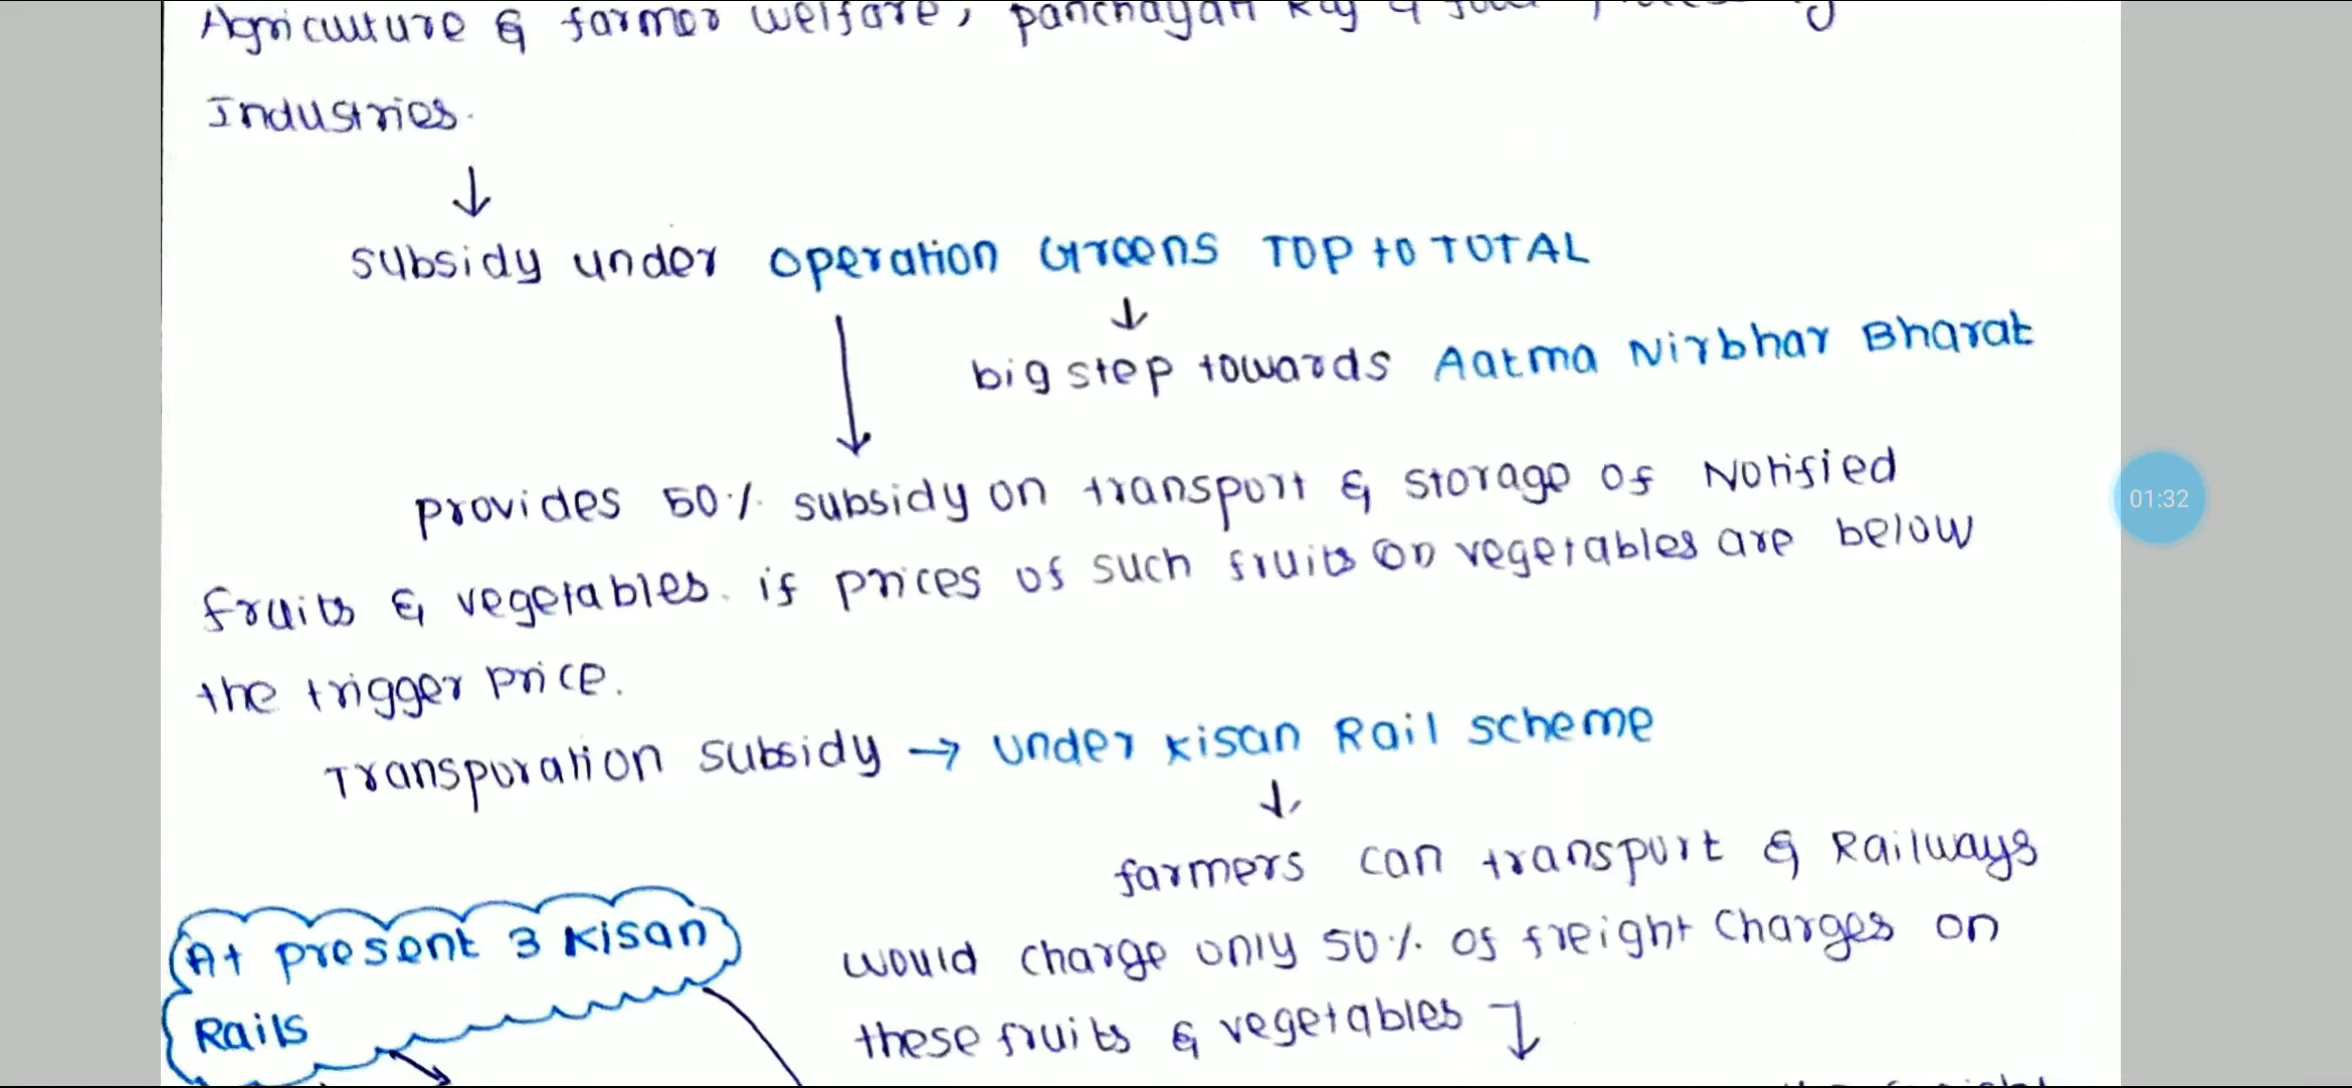 Agriculture & farmer welfare, panchayati Raj &
Industries.
↓
subsidy under operation Greens TOP to TOTAL
↓
big step towards Aatma Nirbhar Bharat
↓
provides 50% subsidy on transport & storage of Notified
fruits & vegetables. if prices of such fruits or vegetables are below
the trigger price.
Transporation subsidy → under kisan Rail scheme
↓
farmers can transport & Railways
would charge only 50% of freight charges on
these fruits & vegetables
At present 3 kisan
Rails
01:32